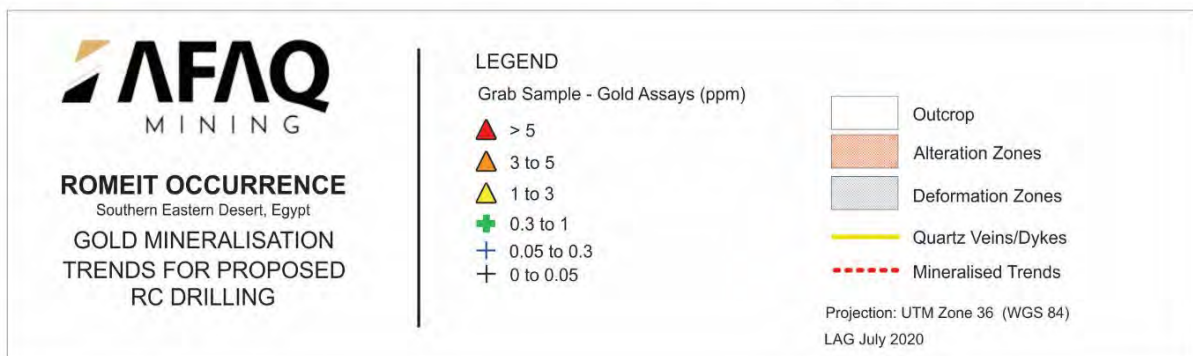 AFAQ
MINING
ROMEIT OCCURRENCE
Southern Eastern Desert, Egypt
GOLD MINERALISATION
TRENDS FOR PROPOSED
RC DRILLING
LEGEND
Grab Sample - Gold Assays (ppm)
> 5
3 to 5
1 to 3
0.3 to 1
0.05 to 0.3
0 to 0.05
Outcrop
Alteration Zones
Deformation Zones
Quartz Veins/Dykes
Mineralised Trends
Projection: UTM Zone 36 (WGS 84)
LAG July 2020